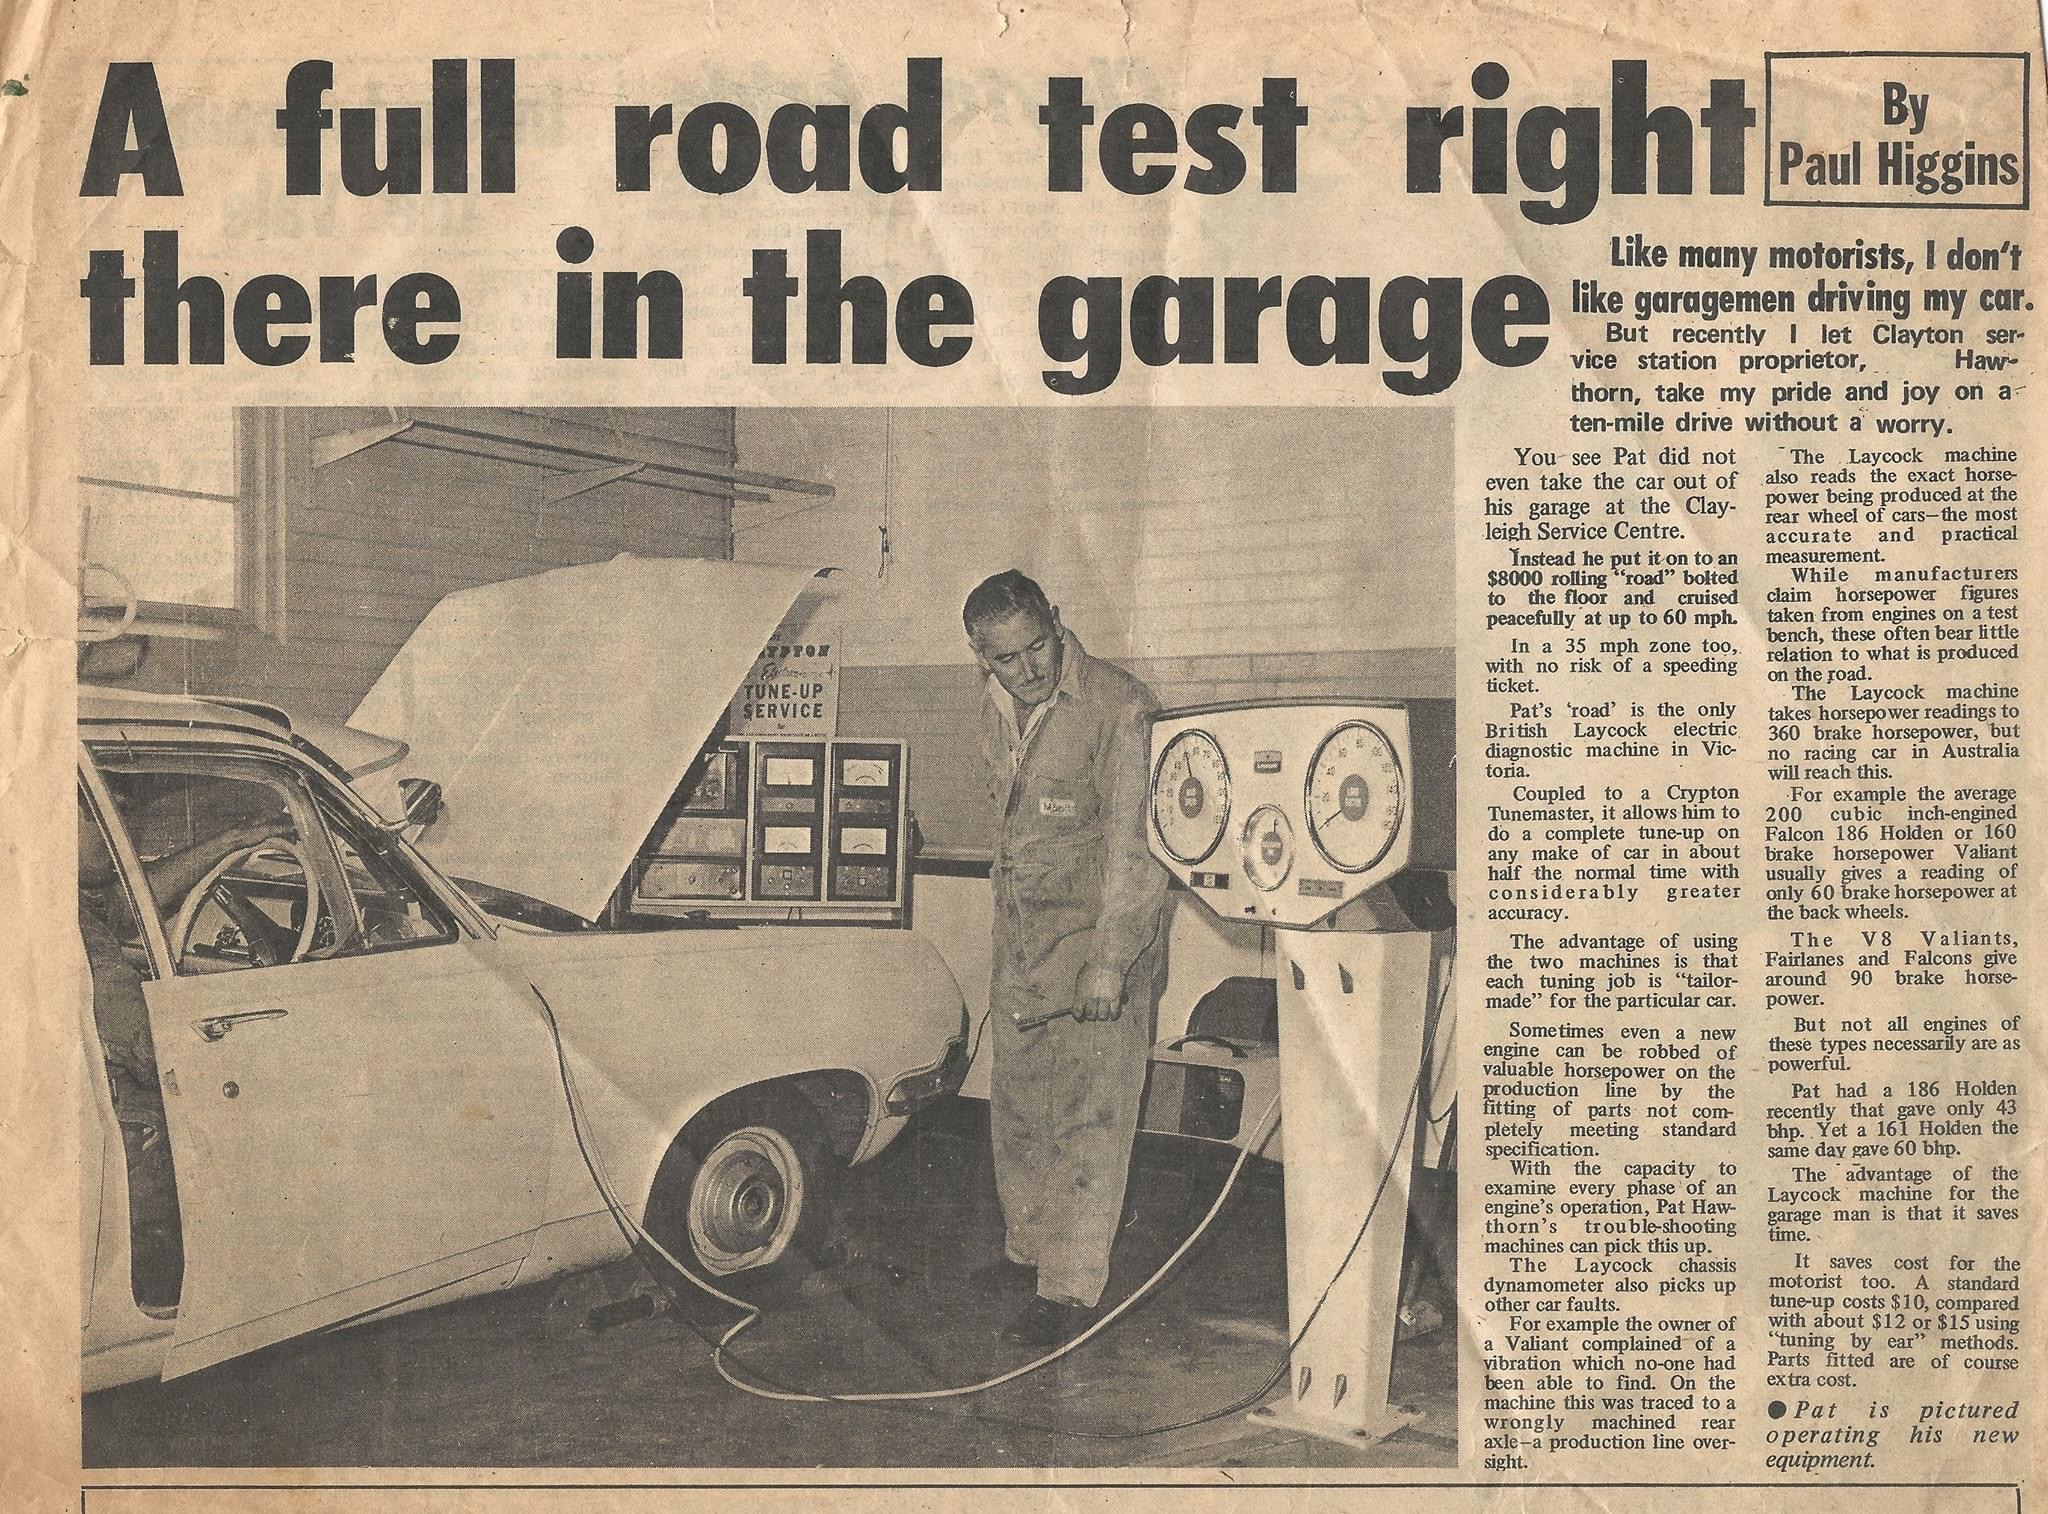 A full road test right
there in the garage
By
Paul Higgins
Like many motorists, I don't
like garagemen driving my car.
But recently I let Clayton ser-
vice station proprietor, Haw-
thorn, take my pride and joy on a
ten-mile drive without a worry.
You see Pat did not
even take the car out of
his garage at the Clay-
leigh Service Centre.
Instead he put it on to an
$8000 rolling "road" bolted
to the floor and cruised
peacefully at up to 60 mph.
In a 35 mph zone too,
with no risk of a speeding
ticket.
Pat's 'road' is the only
British Laycock electric
diagnostic machine in Vic-
toria.
Coupled to a Crypton
Tunemaster, it allows him to
do a complete tune-up on
any make of car in about
half the normal time with
considerably greater
accuracy.
The advantage of using
the two machines is that
each tuning job is "tailor-
made" for the particular car.
Sometimes even a new
engine can be robbed of
valuable horsepower on the
production line by the
fitting of parts not com-
pletely meeting standard
specification.
With the capacity to
examine every phase of an
engine's operation, Pat Haw-
thorn's trouble-shooting
machines can pick this up.
The Laycock chassis
dynamometer also picks up
other car faults.
For example the owner of
a Valiant complained of a
vibration which no-one had
been able to find. On the
machine this was traced to a
wrongly machined rear
axle—a production line over-
sight.
The Laycock machine
also reads the exact horse-
power being produced at the
rear wheel of cars—the most
accurate and practical
measurement.
While manufacturers
claim horsepower figures
taken from engines on a test
bench, these often bear little
relation to what is produced
on the road.
The Laycock machine
takes horsepower readings to
360 brake horsepower, but
no racing car in Australia
will reach this.
For example the average
200 cubic inch-engined
Falcon 186 Holden or 160
brake horsepower Valiant
usually gives a reading of
only 60 brake horsepower at
the back wheels.
The V8 Valiants,
Fairlanes and Falcons give
around 90 brake horse-
power.
But not all engines of
these types necessarily are as
powerful.
Pat had a 186 Holden
recently that gave only 43
bhp. Yet a 161 Holden the
same day gave 60 bhp.
The advantage of the
Laycock machine for the
garage man is that it saves
time.
It saves cost for the
motorist too. A standard
tune-up costs $10, compared
with about $12 or $15 using
"tuning by ear" methods.
Parts fitted are of course
extra cost.
● Pat is pictured
operating his new
equipment.
TUNE-UP
SERVICE